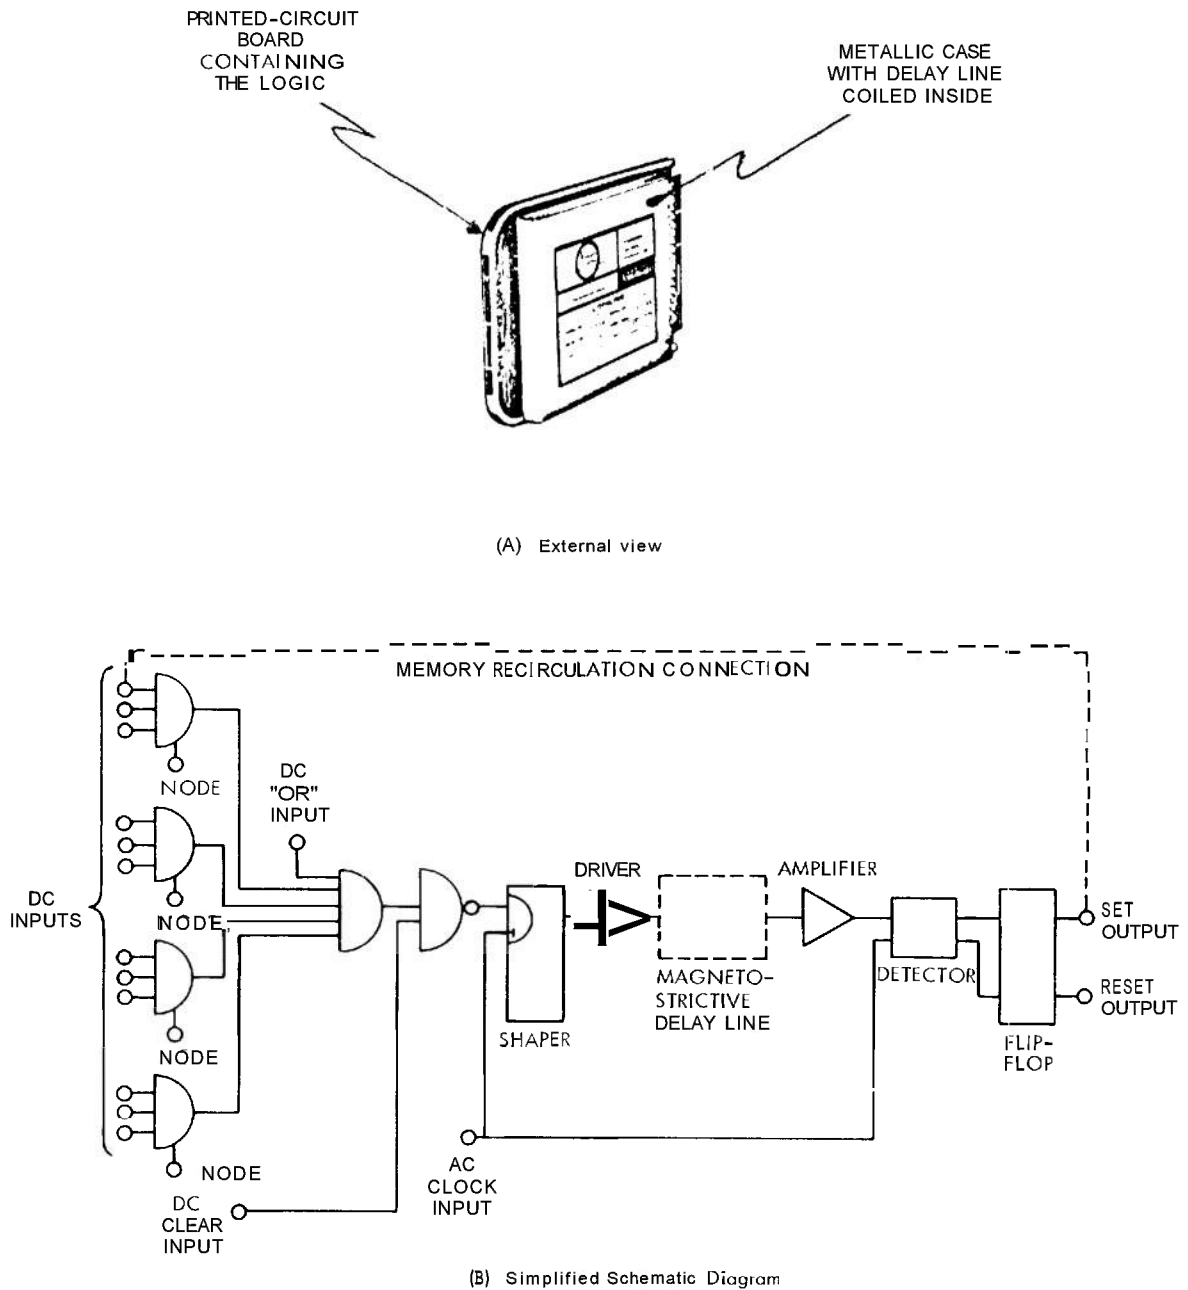 PRINTED-CIRCUIT
BOARD
CONTAINING
THE LOGIC
METALLIC CASE
WITH DELAY LINE
COILED INSIDE
(A) External view
MEMORY RECIRCULATION CONNECTION
NODE
DC
"OR"
INPUT
DC
INPUTS
NODE,
NODE
NODE
DC
CLEAR
INPUT
AC
CLOCK
INPUT
SHAPER
DRIVER
MAGNETO-
STRICTIVE
DELAY LINE
AMPLIFIER
DETECTOR
FLIP-
FLOP
SET
OUTPUT
RESET
OUTPUT
(B) Simplified Schematic Diagram